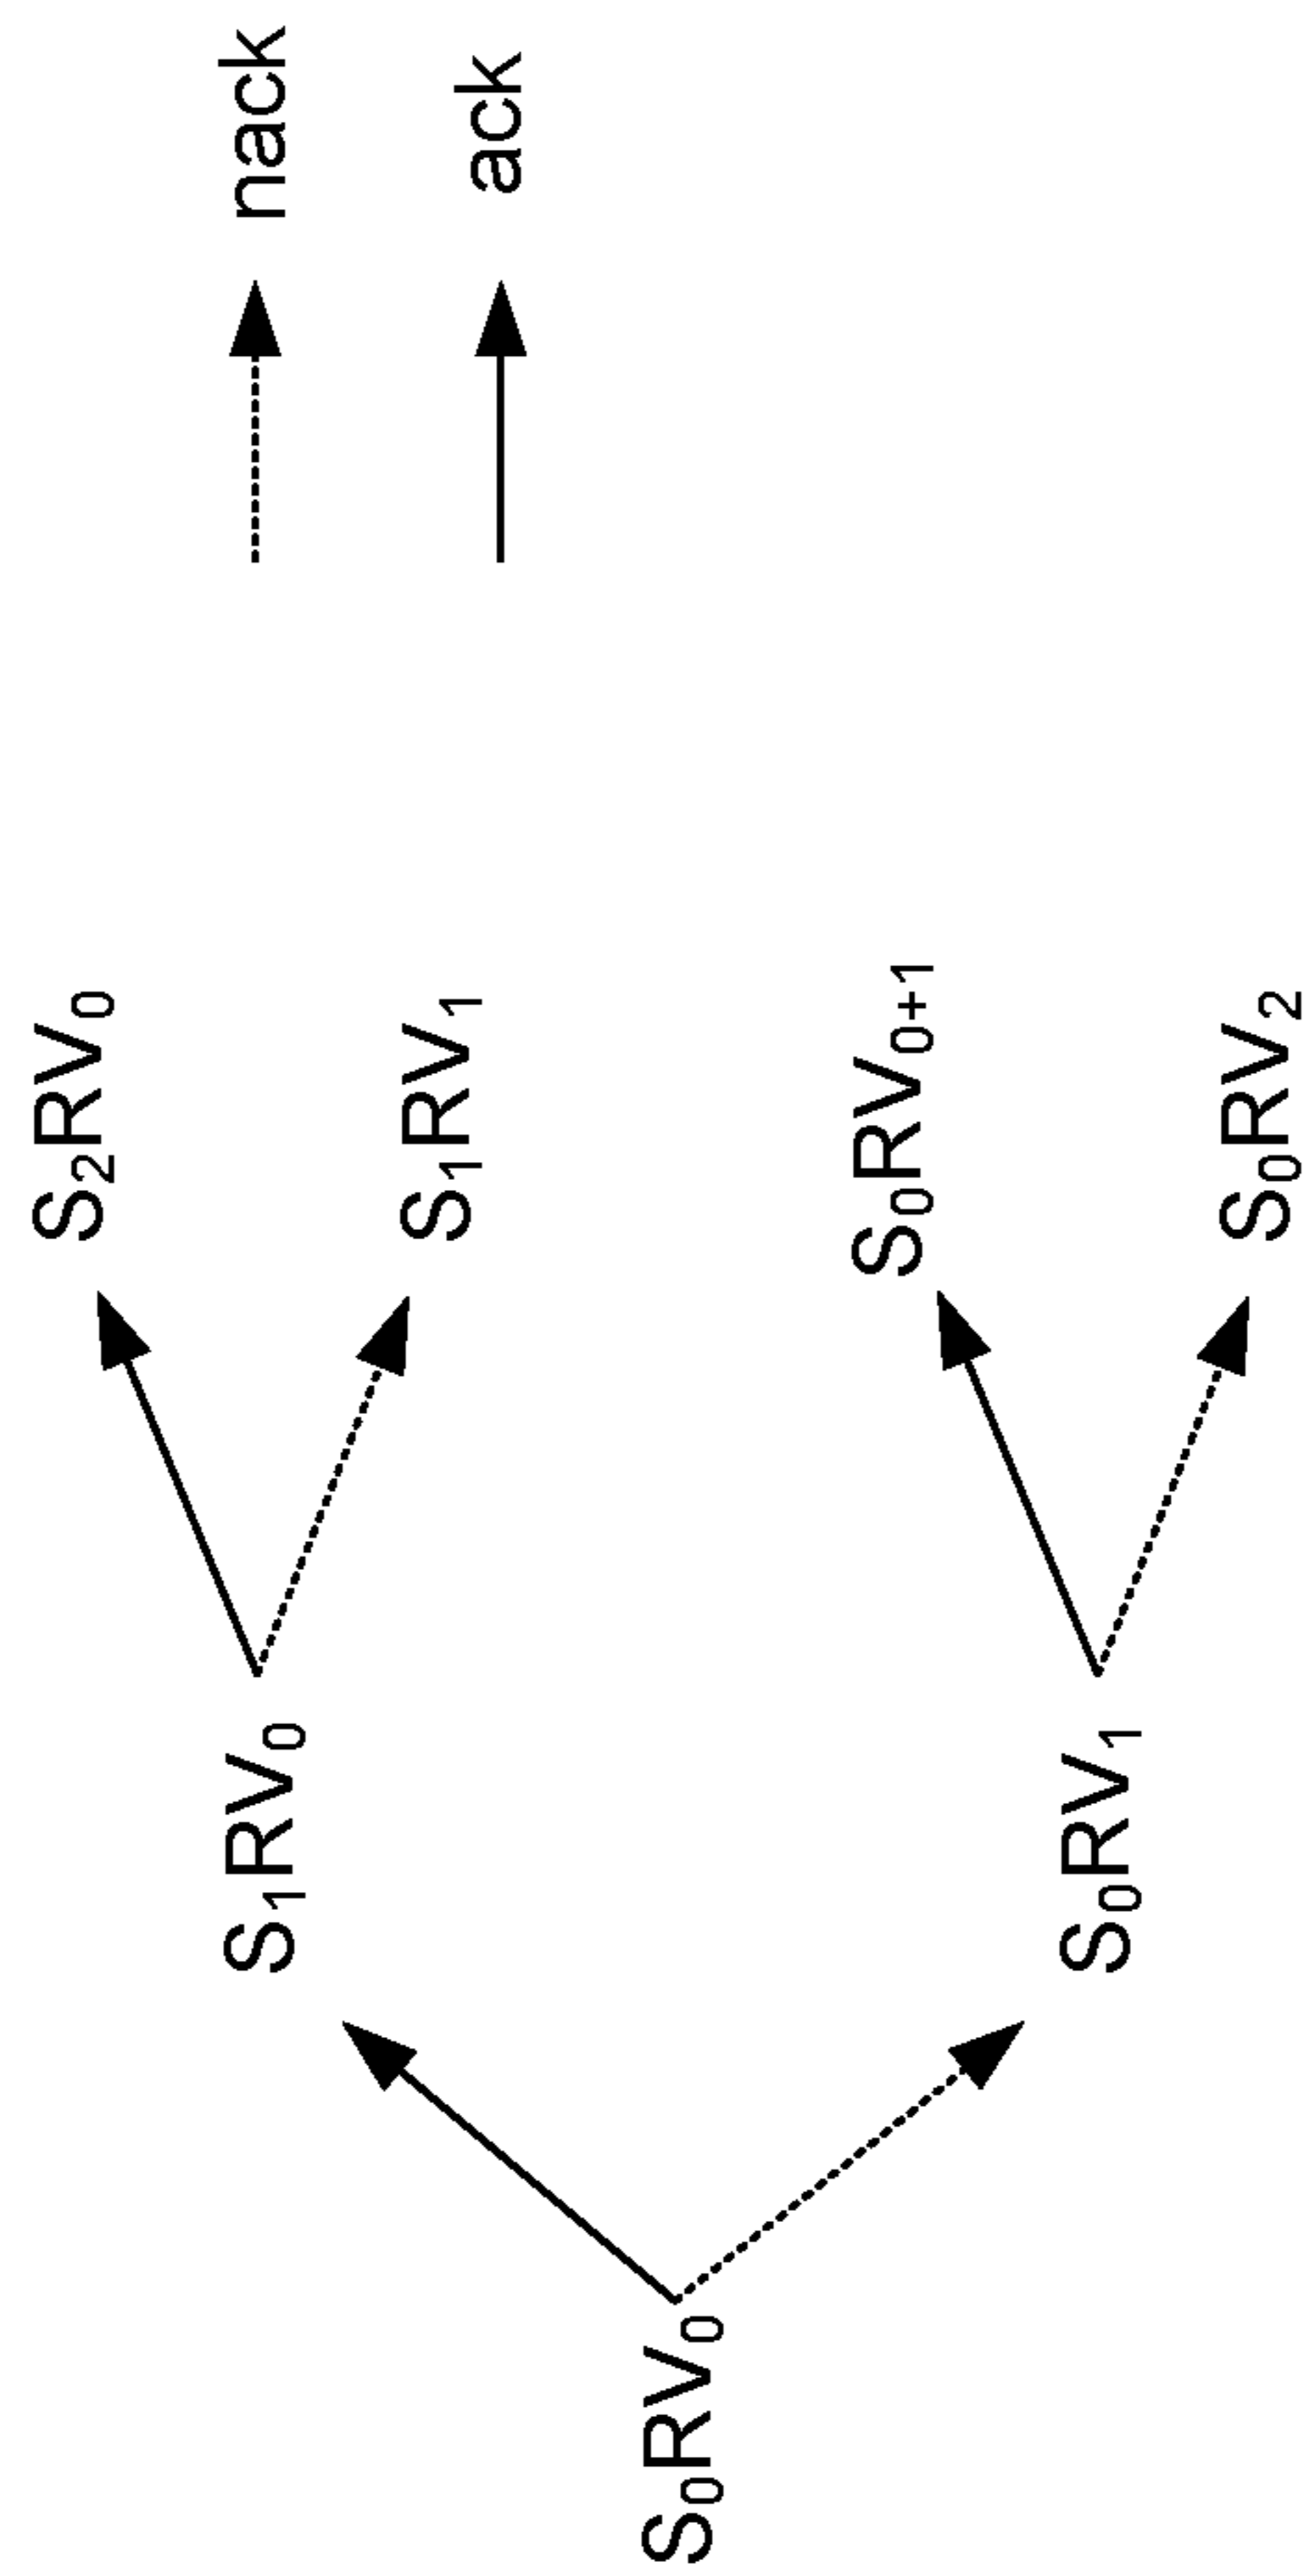 S₀RV₀
S₁RV₀
S₀RV₁
S₂RV₀
S₁RV₁
S₀RV₀₊₁
S₀RV₂
nack
ack